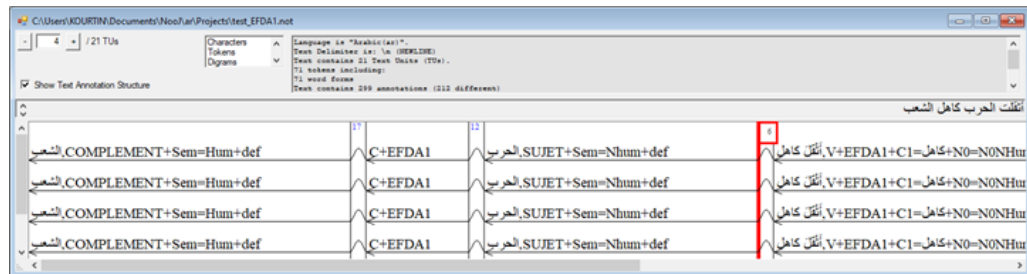 C:\Users\KOURTIN\Documents\NooJ\ar\Projects\test_EFDA1.not
- 4 + / 21 TUs
Characters
Tokens
Digrams
Show Text Annotation Structure
Language is "Arabic(ar)".
Text Delimiter is: \n (NEWLINE)
Text contains 21 Text Units (TUs).
71 tokens including:
71 word forms
Text contains 299 annotations (212 different)
أثقلت الحرب كاهل الشعب
17 12 6
الشعب,COMPLEMENT+Sem=Hum+def C+EFDA1 الحرب,SUJET+Sem=Nhum+def أَثْقَلَ كاهل,V+EFDA1+C1=كاهل+N0=N0NHum
الشعب,COMPLEMENT+Sem=Hum+def C+EFDA1 الحرب,SUJET+Sem=Nhum+def أَثْقَلَ كاهل,V+EFDA1+C1=كاهل+N0=N0NHum
الشعب,COMPLEMENT+Sem=Hum+def C+EFDA1 الحرب,SUJET+Sem=Nhum+def أَثْقَلَ كاهل,V+EFDA1+C1=كاهل+N0=N0NHum
الشعب,COMPLEMENT+Sem=Hum+def C+EFDA1 الحرب,SUJET+Sem=Nhum+def أَثْقَلَ كاهل,V+EFDA1+C1=كاهل+N0=N0NHum